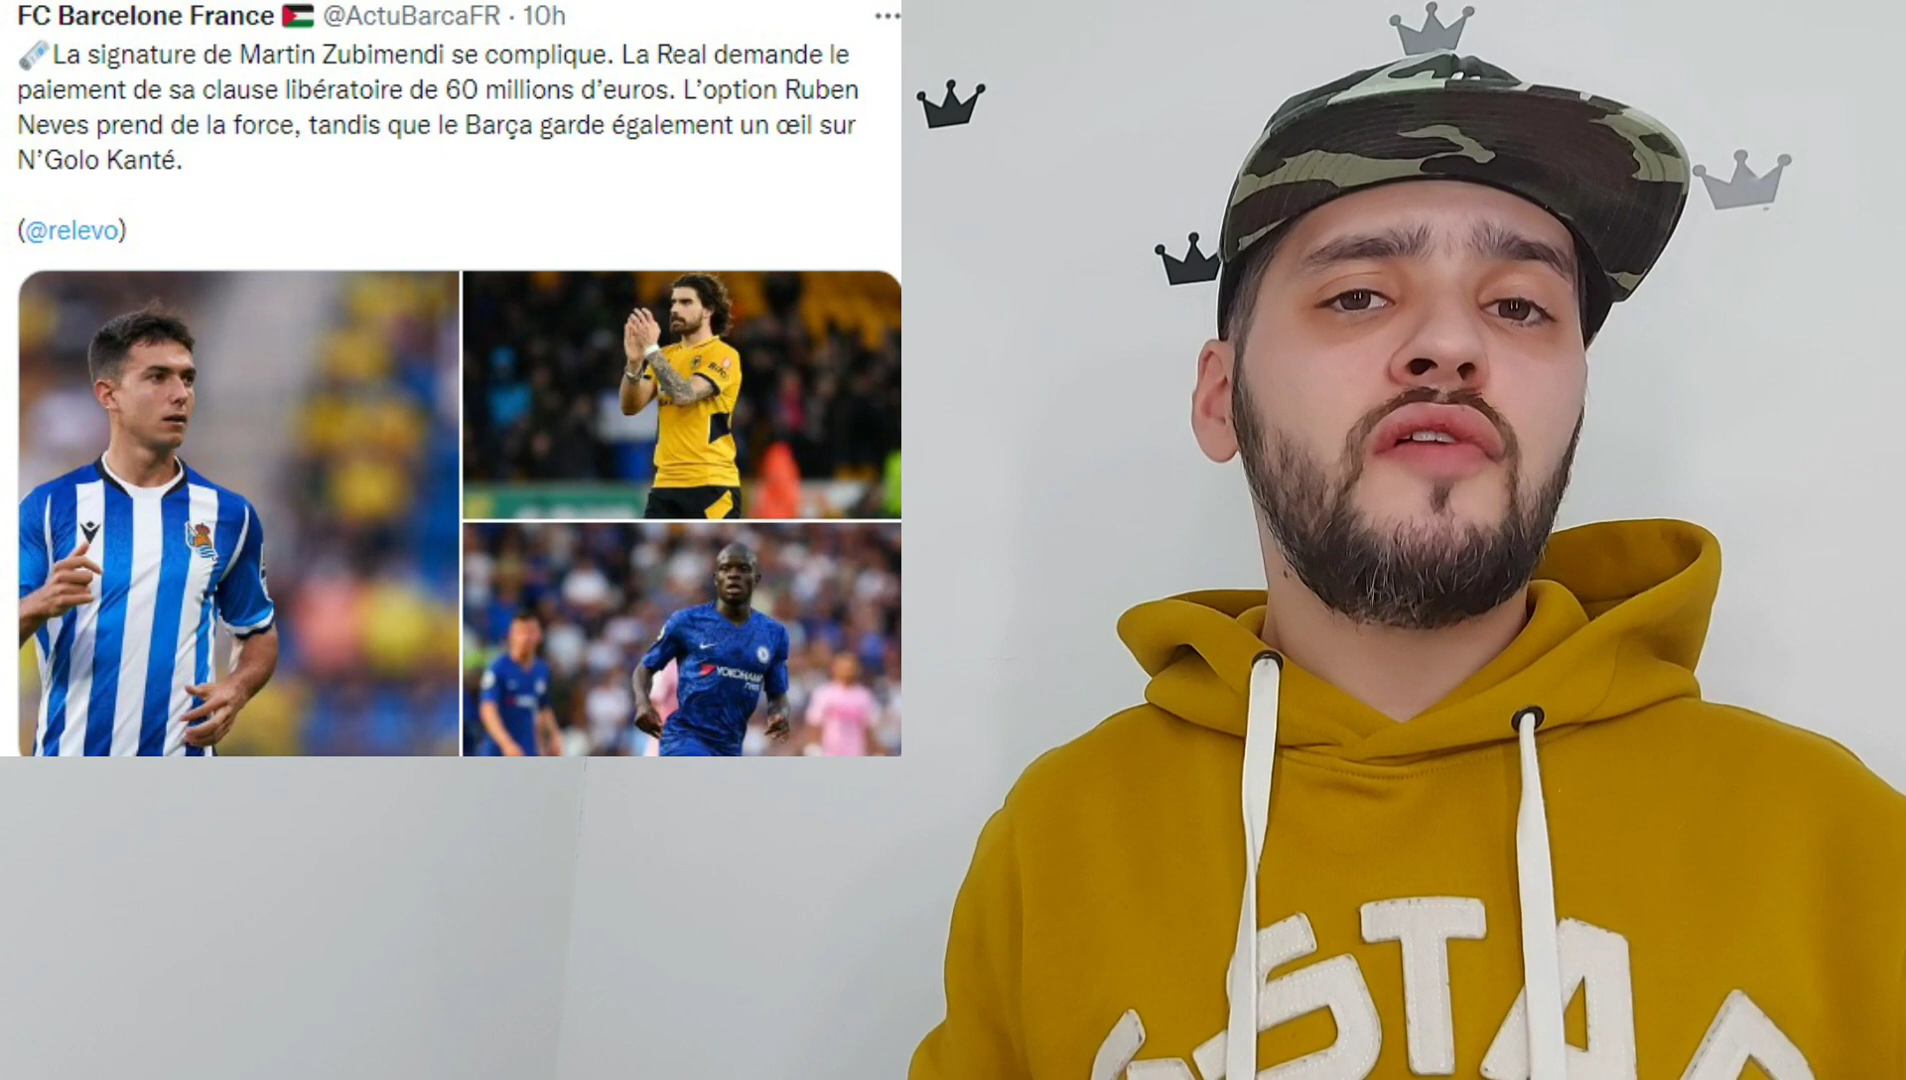 FC Barcelone France 🇵🇸 @ActuBarcaFR · 10h
🗞️La signature de Martin Zubimendi se complique. La Real demande le
paiement de sa clause libératoire de 60 millions d’euros. L’option Ruben
Neves prend de la force, tandis que le Barça garde également un œil sur
N’Golo Kanté.
(@relevo)
YOKOHAMA
STA